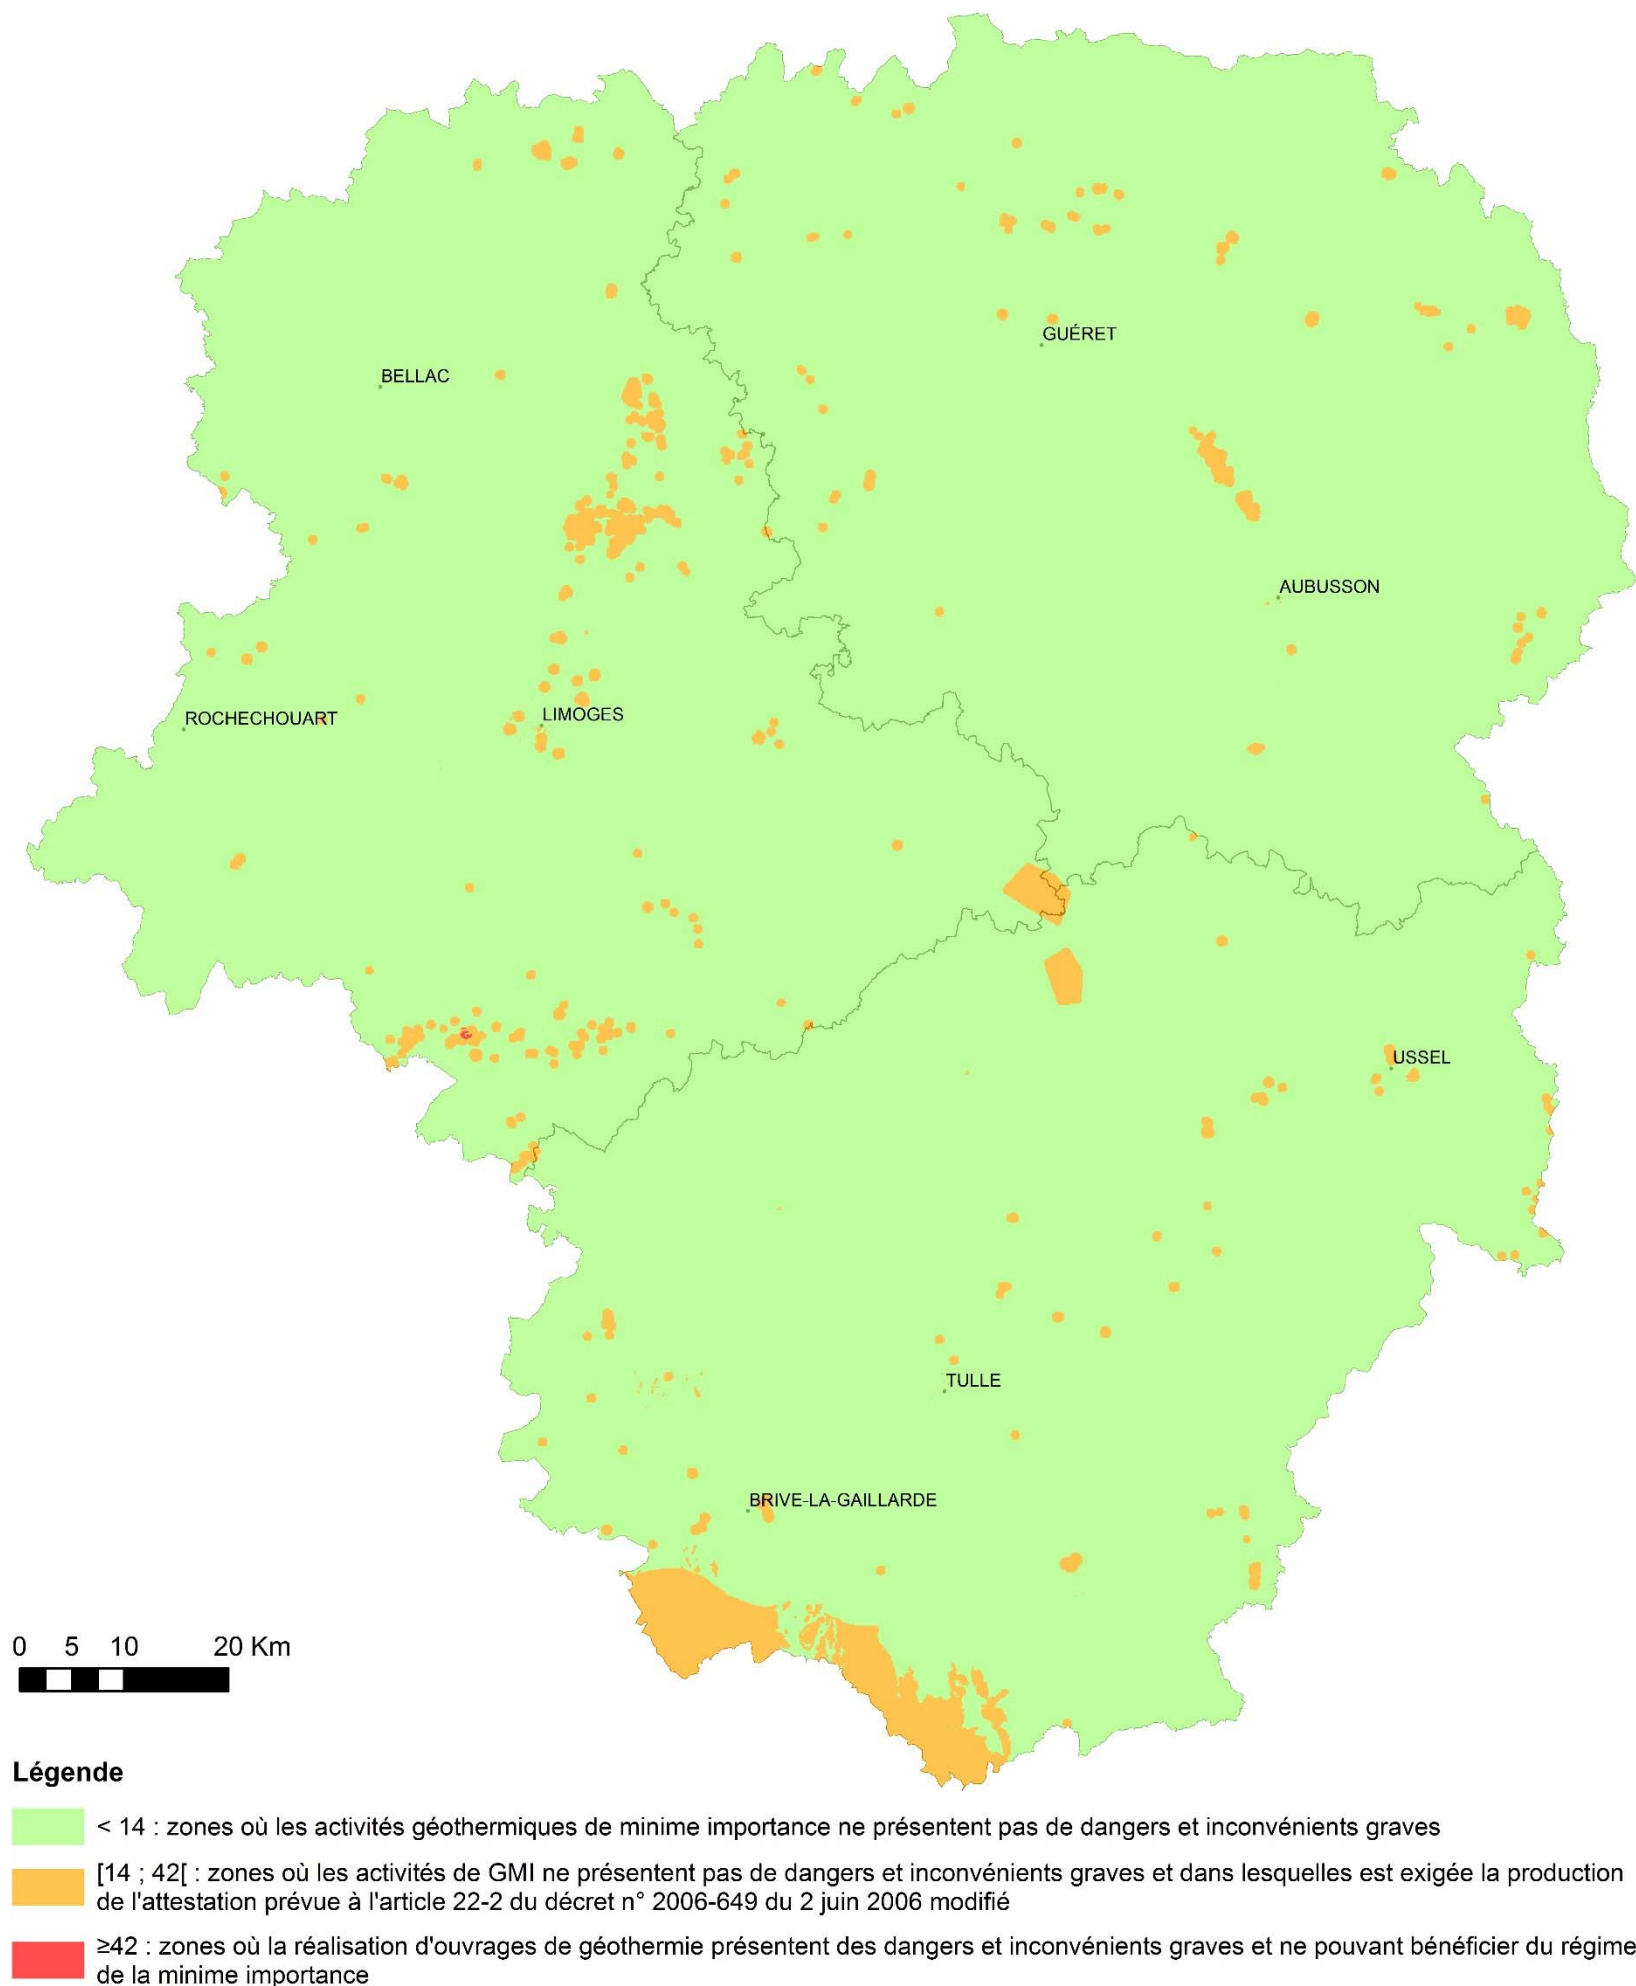 GUÉRET
BELLAC
AUBUSSON
ROCHECHOUART
LIMOGES
USSEL
TULLE
BRIVE-LA-GAILLARDE
0 5 10 20 Km
Légende
< 14 : zones où les activités géothermiques de minime importance ne présentent pas de dangers et inconvénients graves
[14 ; 42[ : zones où les activités de GMI ne présentent pas de dangers et inconvénients graves et dans lesquelles est exigée la production
de l'attestation prévue à l'article 22-2 du décret n° 2006-649 du 2 juin 2006 modifié
≥42 : zones où la réalisation d'ouvrages de géothermie présentent des dangers et inconvénients graves et ne pouvant bénéficier du régime
de la minime importance